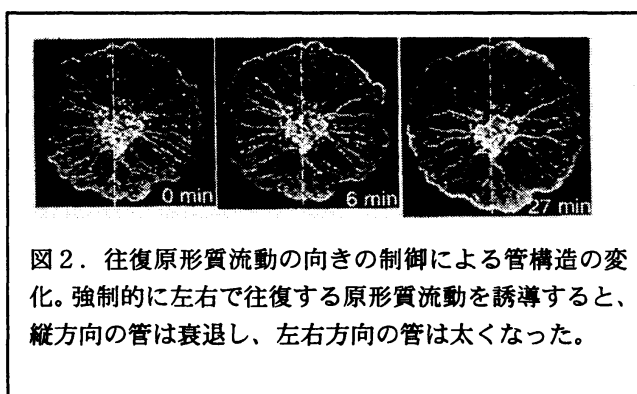 0 min
6 min
27 min
図2．往復原形質流動の向きの制御による管構造の変
化。強制的に左右で往復する原形質流動を誘導すると、
縦方向の管は衰退し、左右方向の管は太くなった。